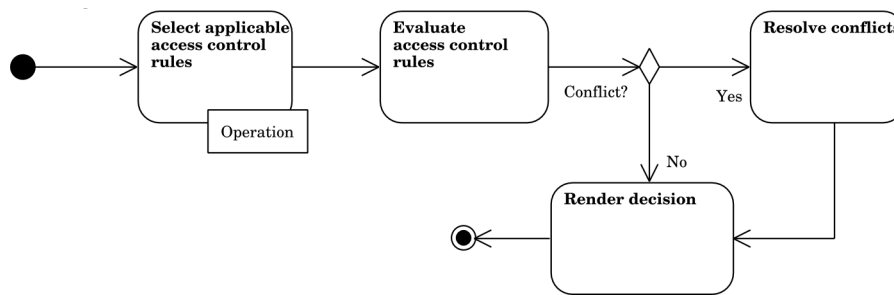 Select applicable
access control
rules
Operation
Evaluate
access control
rules
Conflict?
Yes
No
Resolve conflicts
Render decision